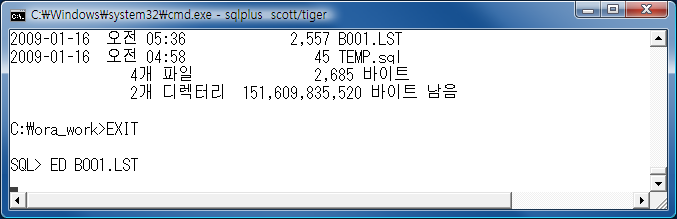 C:\Windows\system32\cmd.exe - sqlplus  scott/tiger
2009-01-16  오전 05:36             2,557 B001.LST
2009-01-16  오전 04:58                45 TEMP.sql
4개 파일               2,685 바이트
2개 디렉터리  151,609,835,520 바이트 남음
C:\ora_work>EXIT
SQL> ED B001.LST